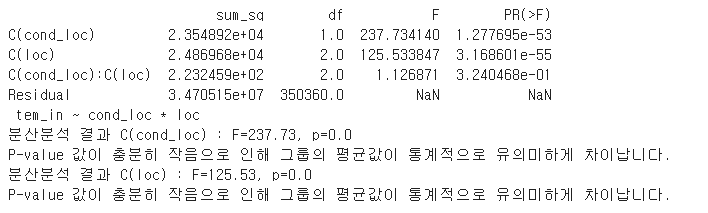 sum_sq df F PR(>F)
C(cond_loc) 2.354892e+04 1.0 237.734140 1.277695e-53
C(loc) 2.486968e+04 2.0 125.533847 3.168601e-55
C(cond_loc):C(loc) 2.232459e+02 2.0 1.126871 3.240468e-01
Residual 3.470515e+07 350360.0 NaN NaN
tem_in ~ cond_loc * loc
분산분석 결과 C(cond_loc) : F=237.73, p=0.0
P-value 값이 충분히 작음으로 인해 그룹의 평균값이 통계적으로 유의미하게 차이납니다.
분산분석 결과 C(loc) : F=125.53, p=0.0
P-value 값이 충분히 작음으로 인해 그룹의 평균값이 통계적으로 유의미하게 차이납니다.